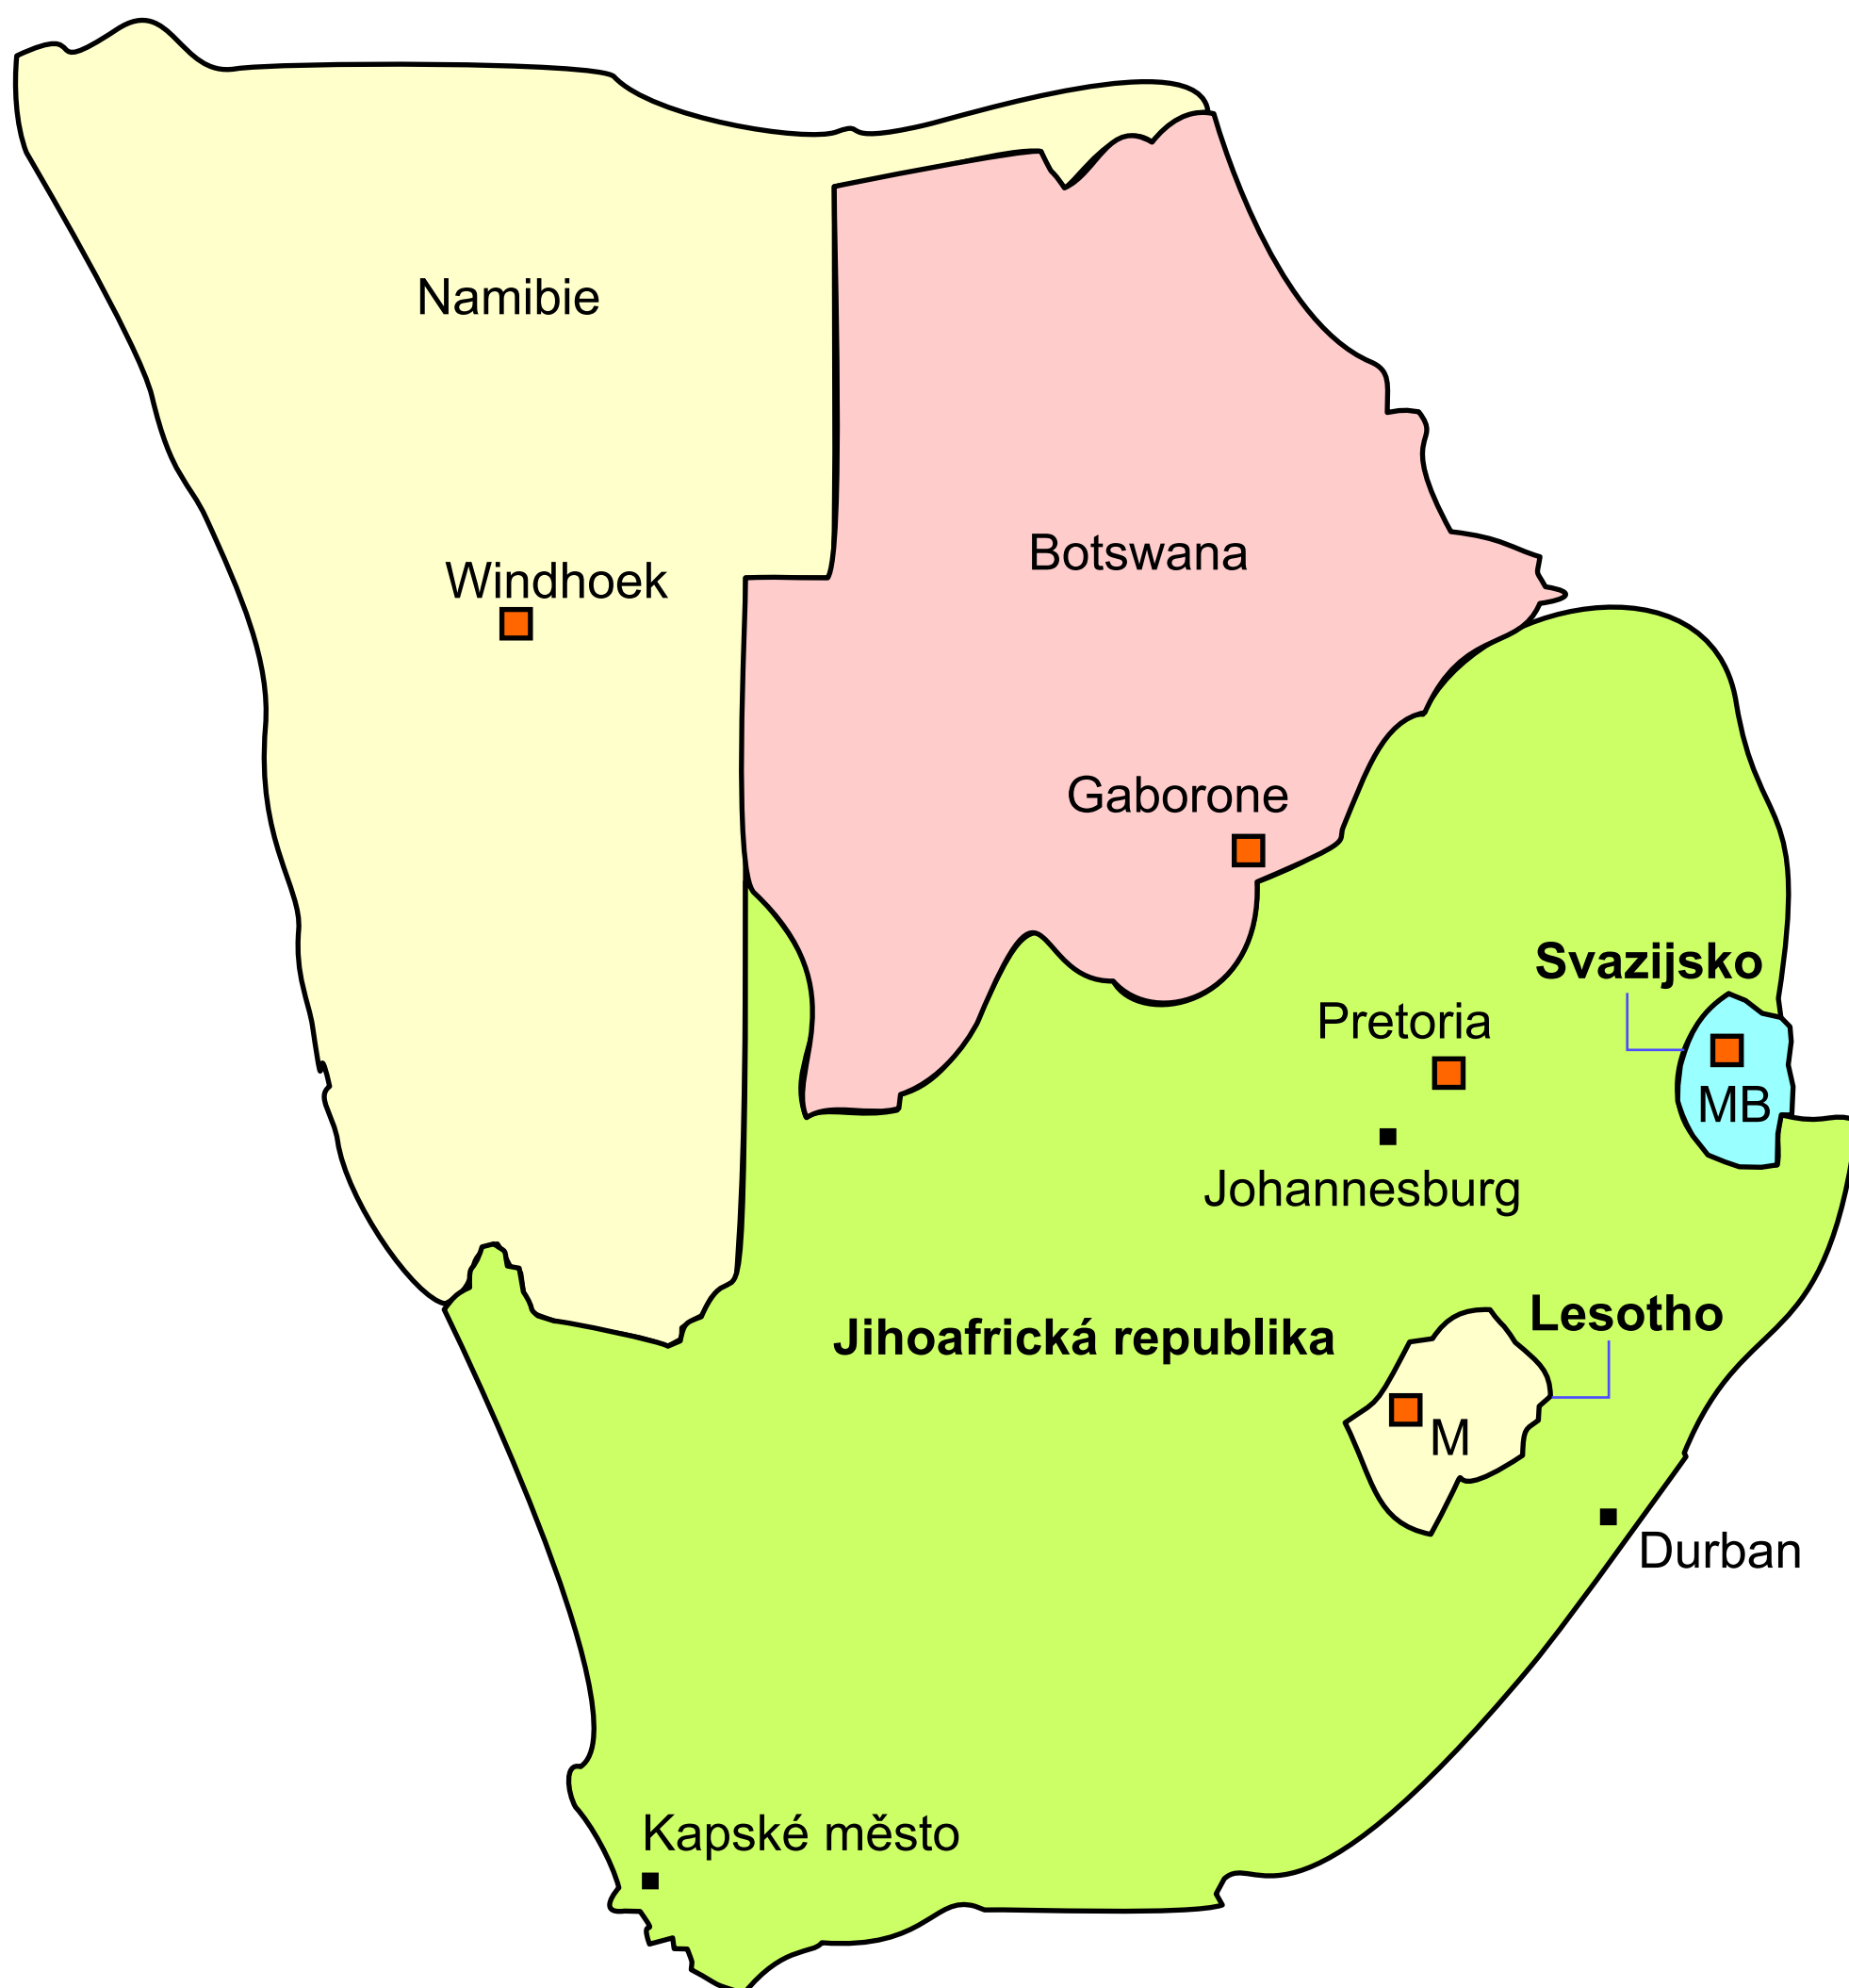 Namibie
Botswana
Windhoek
Gaborone
Svazijsko
Pretoria
MB
Johannesburg
Lesotho
Jihoafrická republika
M
Durban
Kapské město